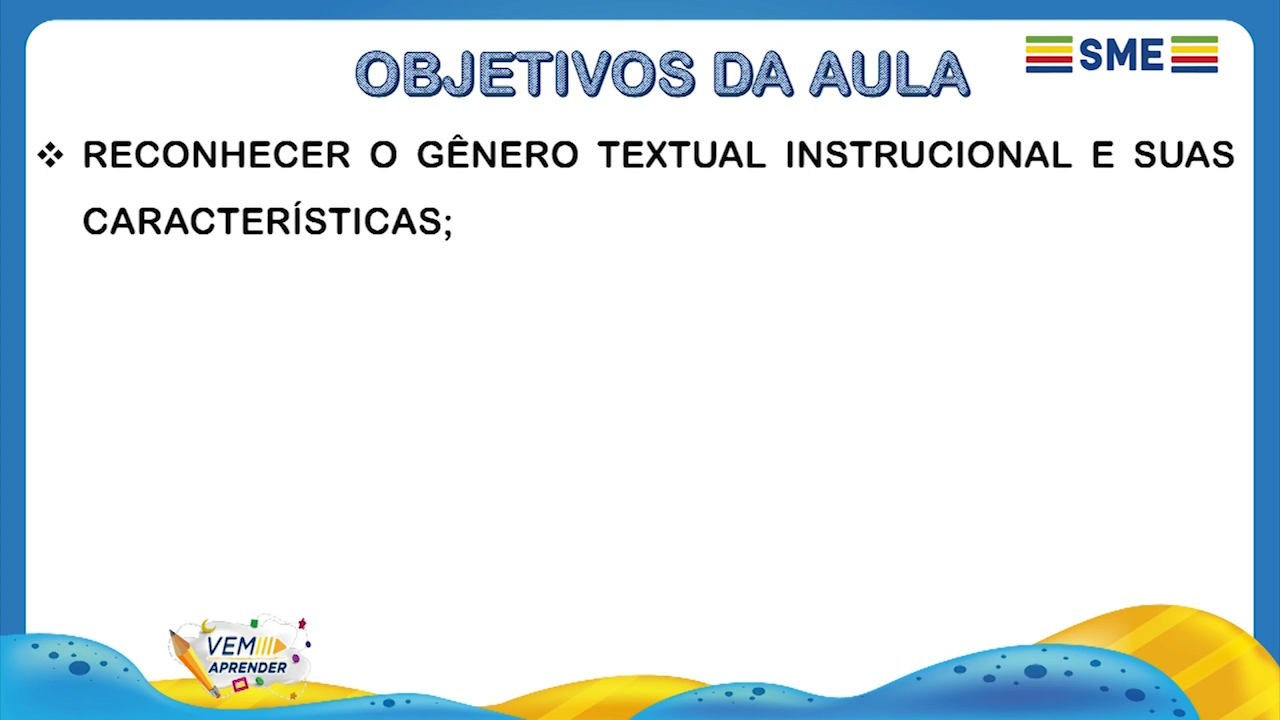 OBJETIVOS DA AULA
SME
❖ RECONHECER O GÊNERO TEXTUAL INSTRUCIONAL E SUAS
CARACTERÍSTICAS;
VEM
APRENDER